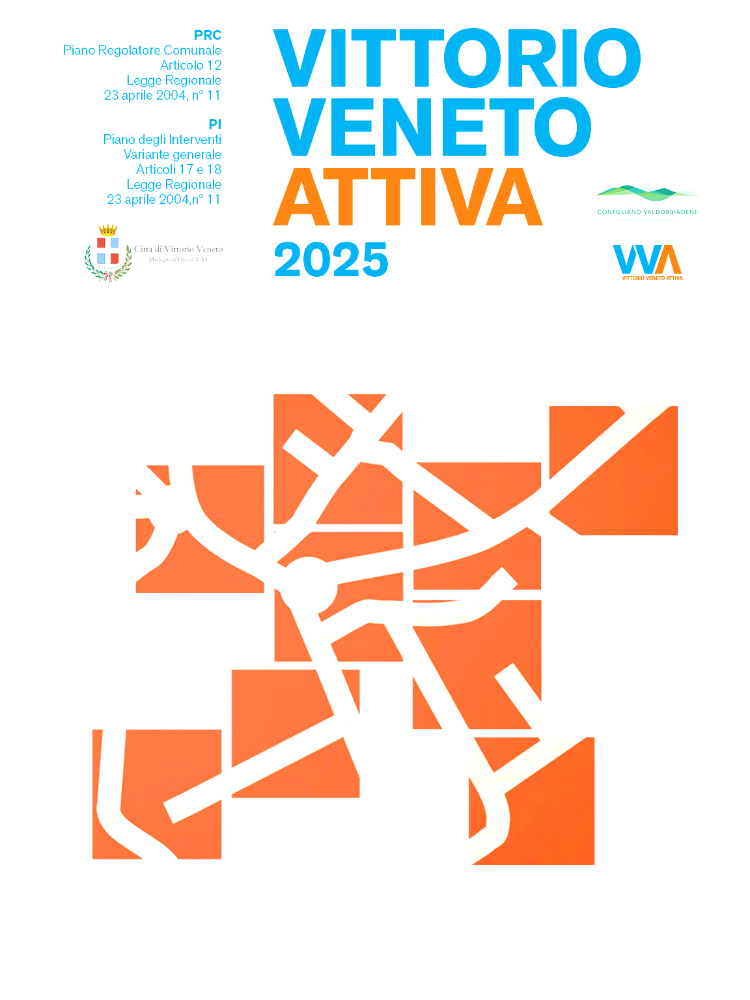 PRC
Piano Regolatore Comunale
Articolo 12
Legge Regionale
23 aprile 2004, n° 11
PI
Piano degli Interventi
Variante generale
Articoli 17 e 18
Legge Regionale
23 aprile 2004,n° 11
Città di Vittorio Veneto
Medaglia d'Oro al V.M.
VITTORIO
VENETO
ATTIVA
2025
CONEGLIANO VALDOBBIADENE
VVA
VITTORIO VENETO ATTIVA